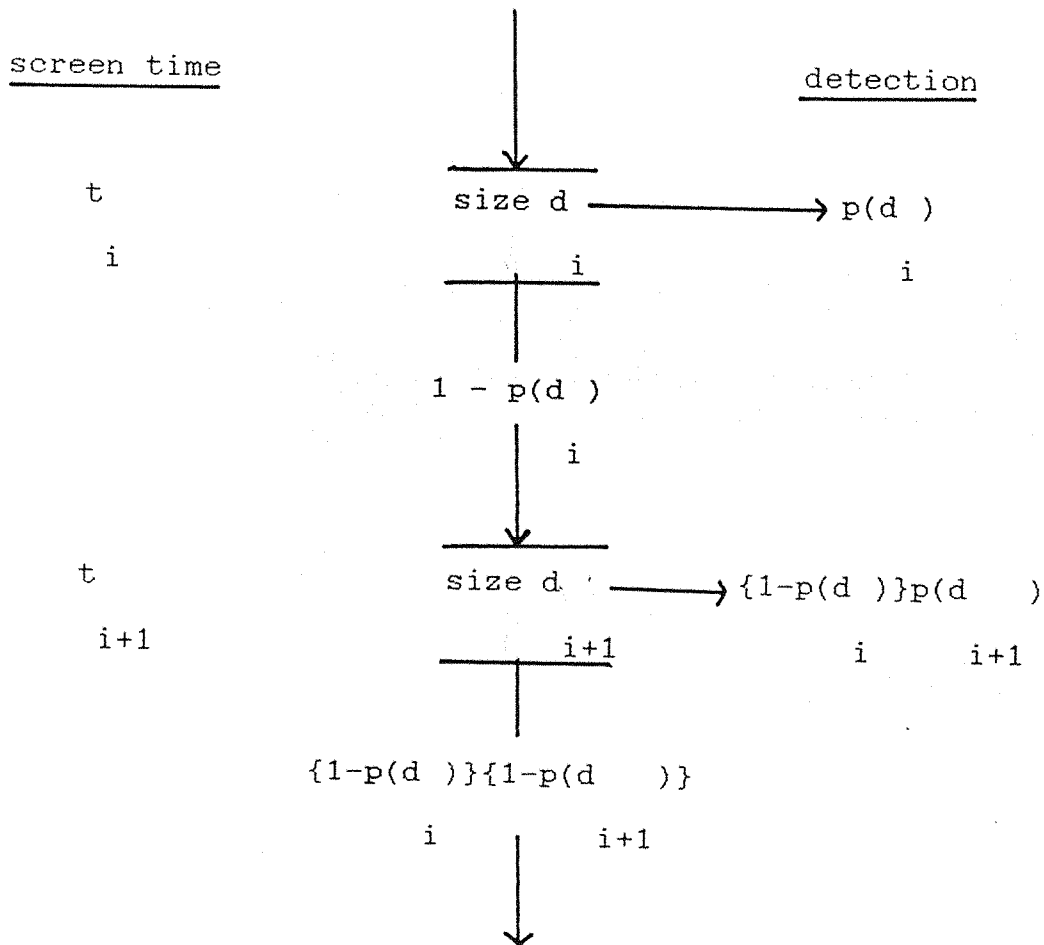 screen time
detection
t
size d
p(d )
i
i
i
1 - p(d )
i
t
size d
{1-p(d )}p(d )
i+1
i+1
i i+1
{1-p(d )}{1-p(d )}
i i+1